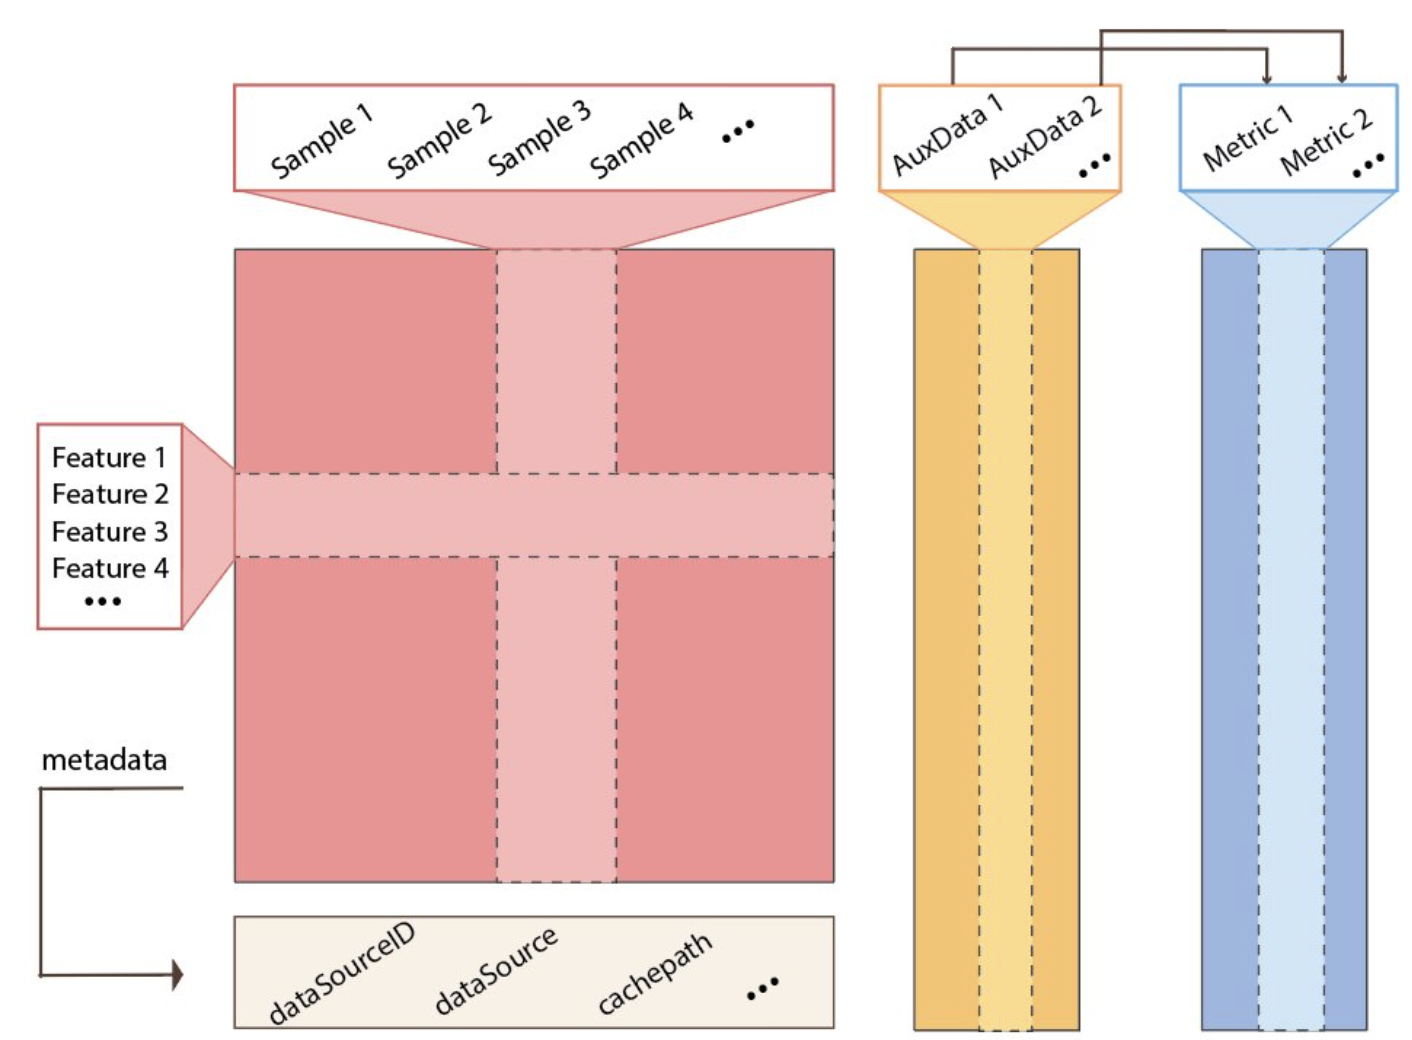 Sample 1
Sample 2
Sample 3
Sample 4
...
AuxData 1
AuxData 2
...
Metric 1
Metric 2
...
Feature 1
Feature 2
Feature 3
Feature 4
...
metadata
dataSourceID
dataSource
cachepath
...